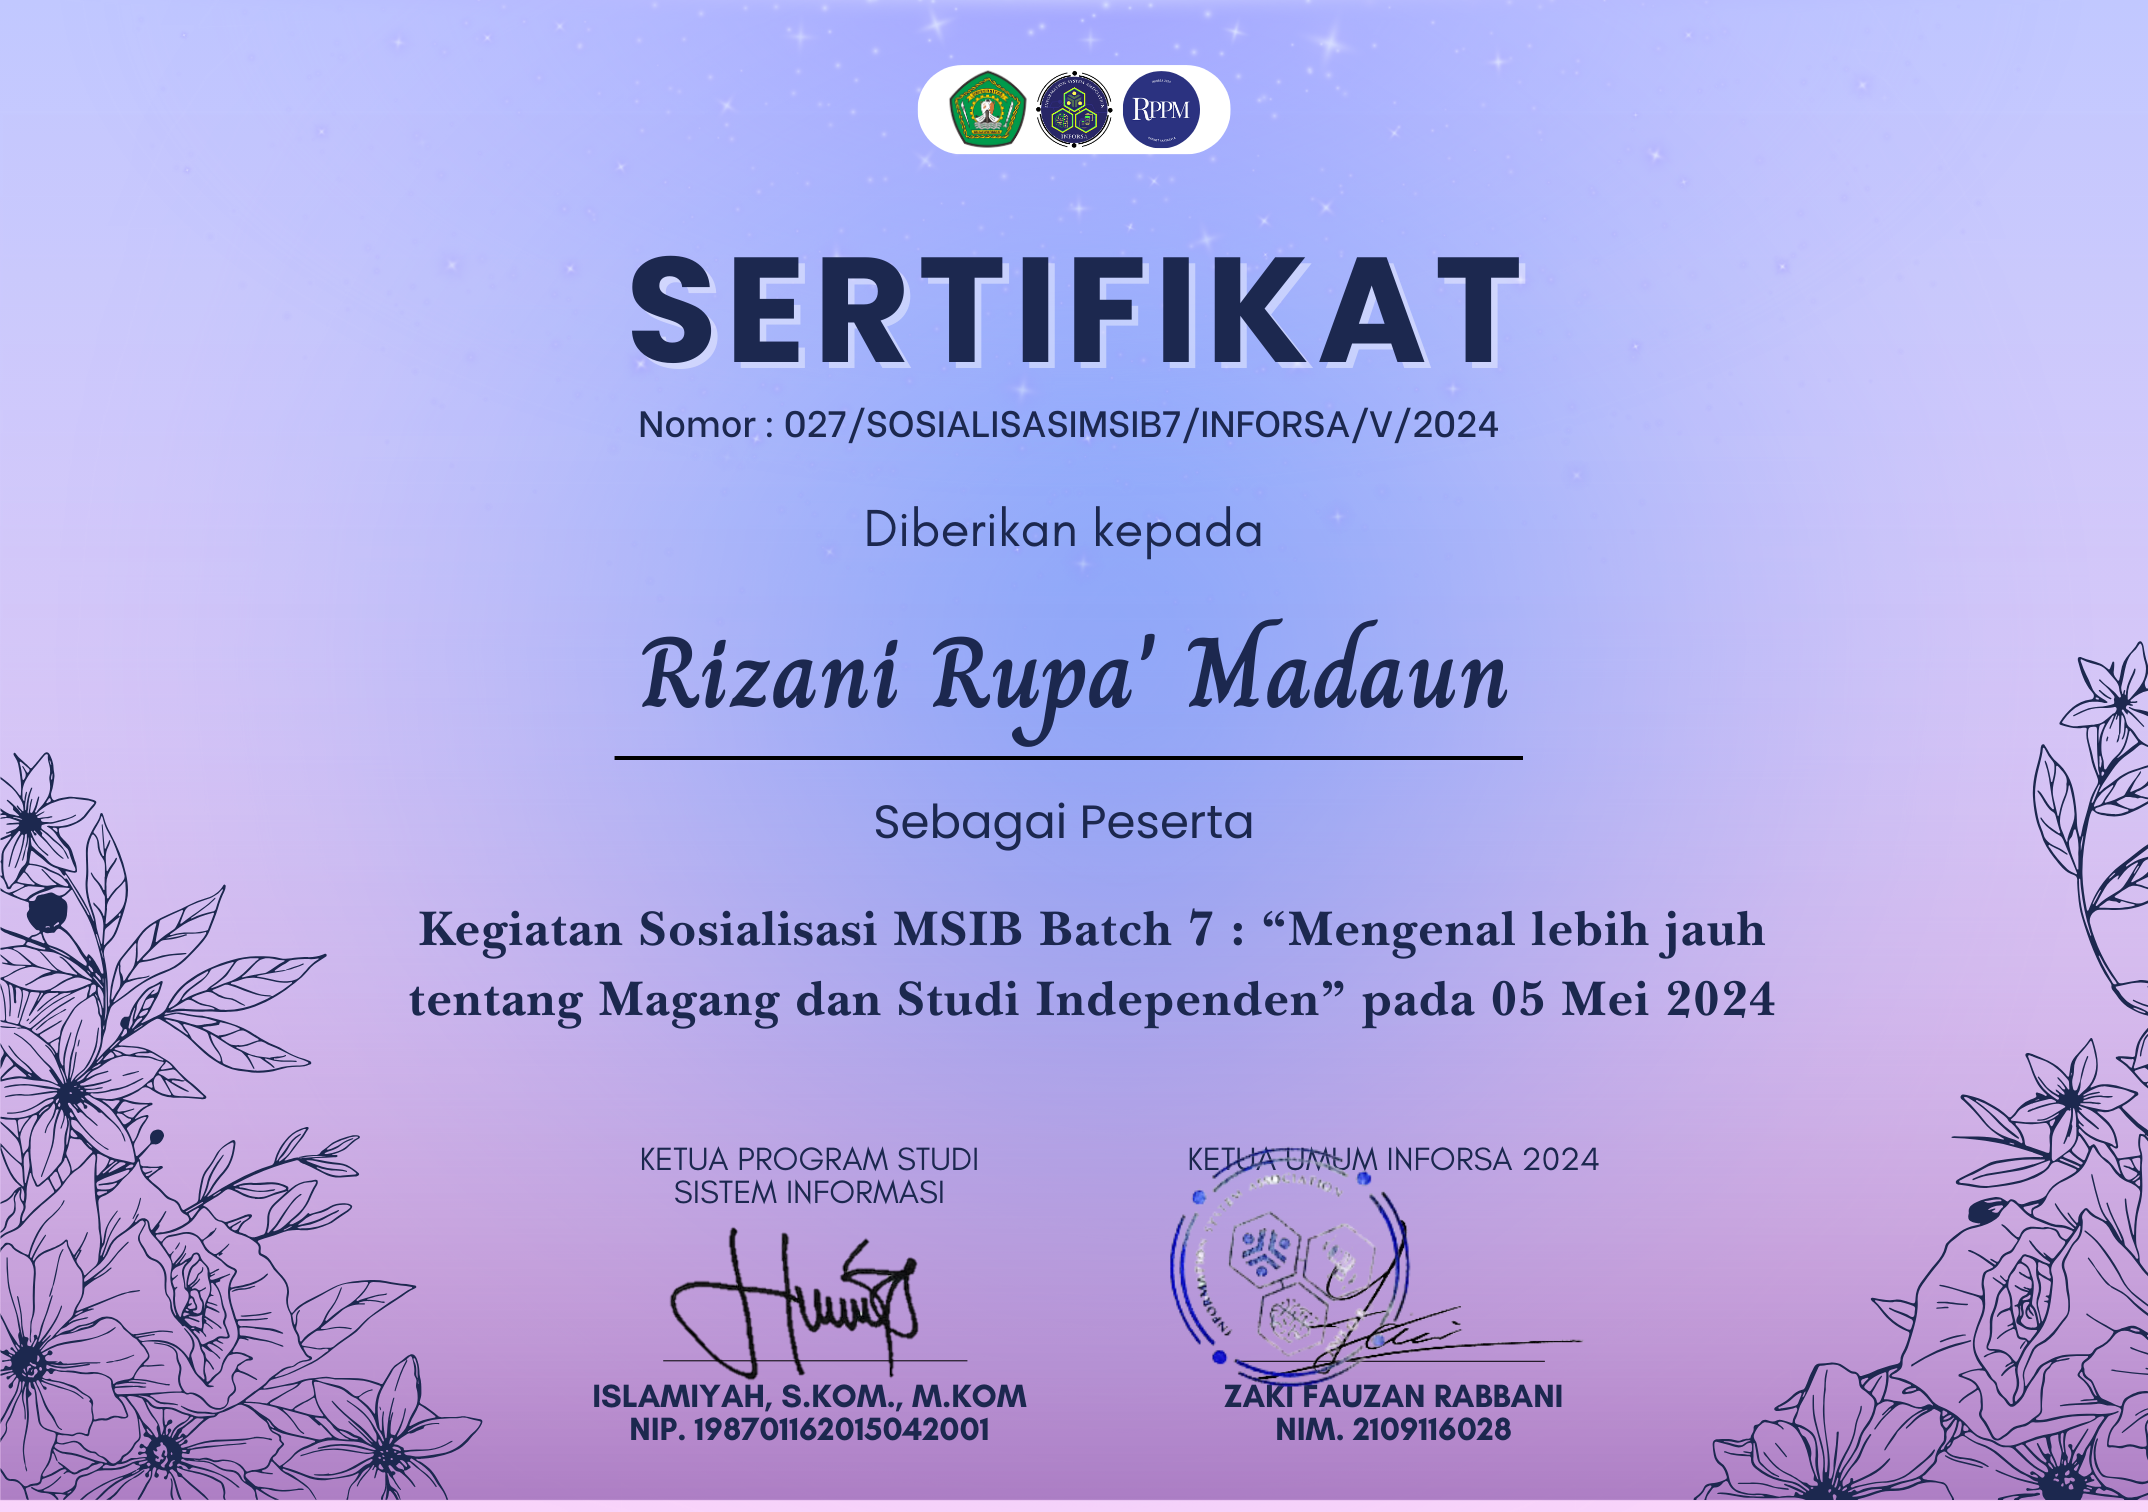 RPPM
INFORSA
SERTIFIKAT
Nomor : 027/SOSIALISASIMSIB7/INFORSA/V/2024
Diberikan kepada
Rizani Rupa' Madaun
Sebagai Peserta
Kegiatan Sosialisasi MSIB Batch 7 : “Mengenal lebih jauh
tentang Magang dan Studi Independen” pada 05 Mei 2024
KETUA PROGRAM STUDI
SISTEM INFORMASI
ISLAMIYAH, S.KOM., M.KOM
NIP. 198701162015042001
KETUA UMUM INFORSA 2024
ZAKI FAUZAN RABBANI
NIM. 2109116028